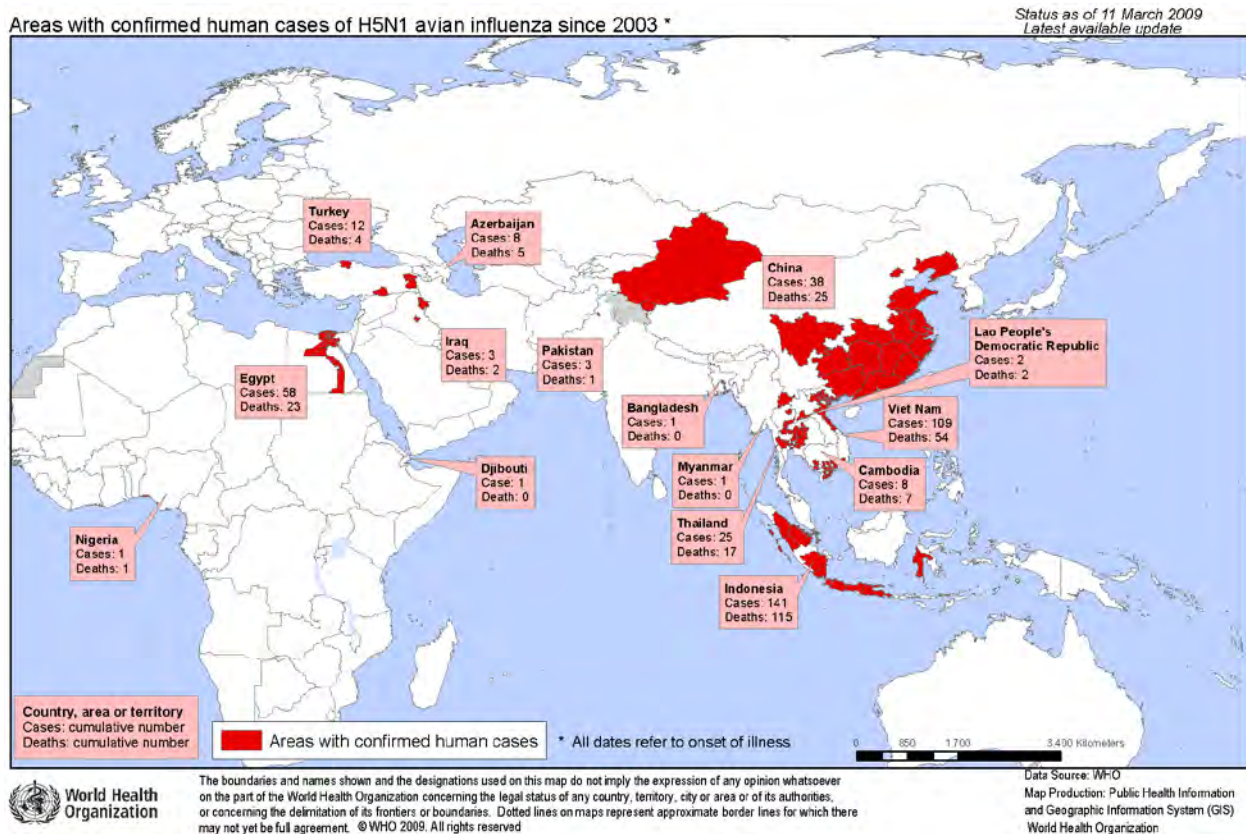 Areas with confirmed human cases of H5N1 avian influenza since 2003 *
Status as of 11 March 2009
Latest available update
Turkey
Cases: 12
Deaths: 4
Azerbaijan
Cases: 8
Deaths: 5
China
Cases: 38
Deaths: 25
Lao People's
Democratic Republic
Cases: 2
Deaths: 2
Iraq
Cases: 3
Deaths: 2
Pakistan
Cases: 3
Deaths: 1
Egypt
Cases: 58
Deaths: 23
Bangladesh
Cases: 1
Deaths: 0
Viet Nam
Cases: 109
Deaths: 54
Djibouti
Case: 1
Death: 0
Myanmar
Cases: 1
Deaths: 0
Cambodia
Cases: 8
Deaths: 7
Nigeria
Cases: 1
Deaths: 1
Thailand
Cases: 25
Deaths: 17
Indonesia
Cases: 141
Deaths: 115
Country, area or territory
Cases: cumulative number
Deaths: cumulative number
Areas with confirmed human cases
* All dates refer to onset of illness
0 850 1,700 3,400 Kilometers
World Health
Organization
The boundaries and names shown and the designations used on this map do not imply the expression of any opinion whatsoever
on the part of the World Health Organization concerning the legal status of any country, territory, city or area or of its authorities,
or concerning the delimitation of its frontiers or boundaries. Dotted lines on maps represent approximate border lines for which there
may not yet be full agreement. © WHO 2009. All rights reserved
Data Source: WHO
Map Production: Public Health Information
and Geographic Information System (GIS)
World Health Organization